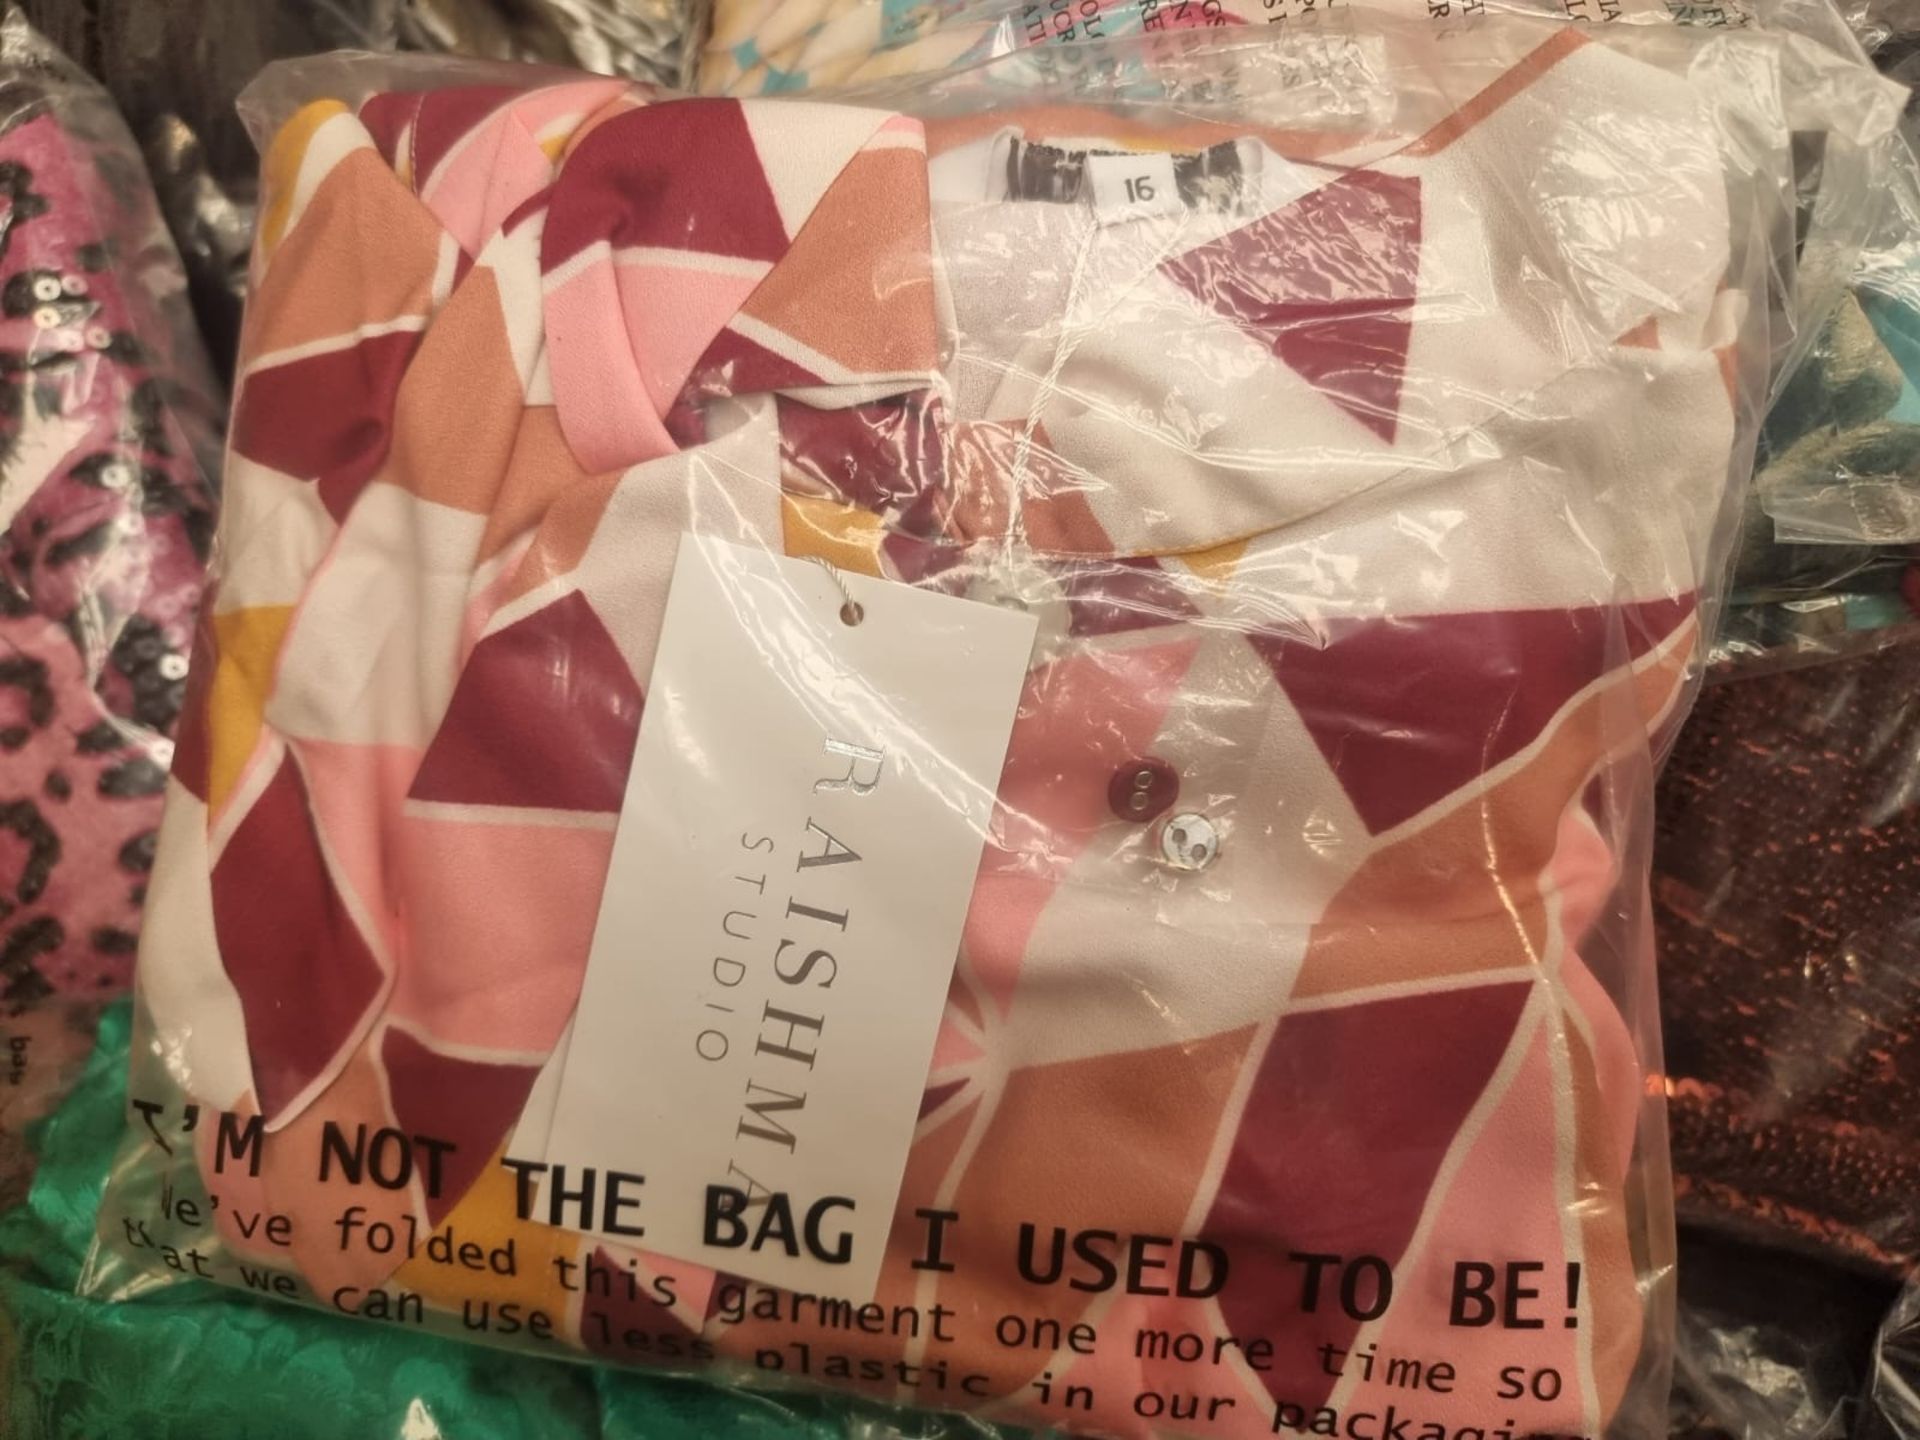 16
RAISHMA
STUDIO
I'M NOT THE BAG I USED TO BE!
We've folded this garment one more time so
that we can use less plastic in our packaging